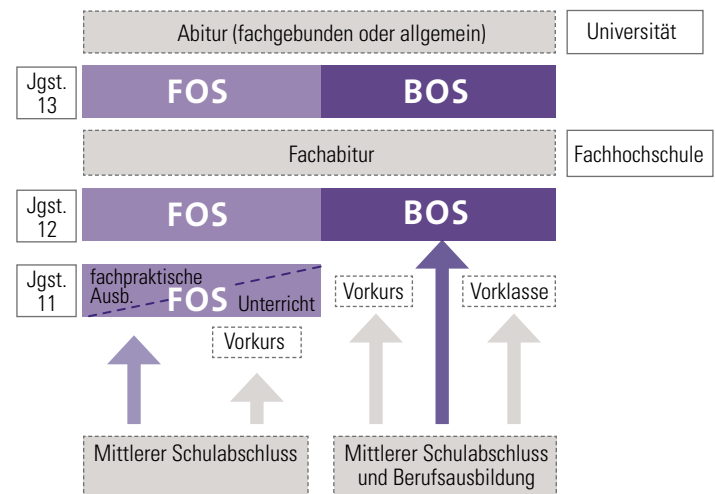 Abitur (fachgebunden oder allgemein)
Universität
Jgst.
13
FOS
BOS
Fachabitur
Fachhochschule
Jgst.
12
FOS
BOS
Jgst.
11
fachpraktische
Ausb.
FOS
Unterricht
Vorkurs
Vorklasse
Vorkurs
Mittlerer Schulabschluss
Mittlerer Schulabschluss
und Berufsausbildung